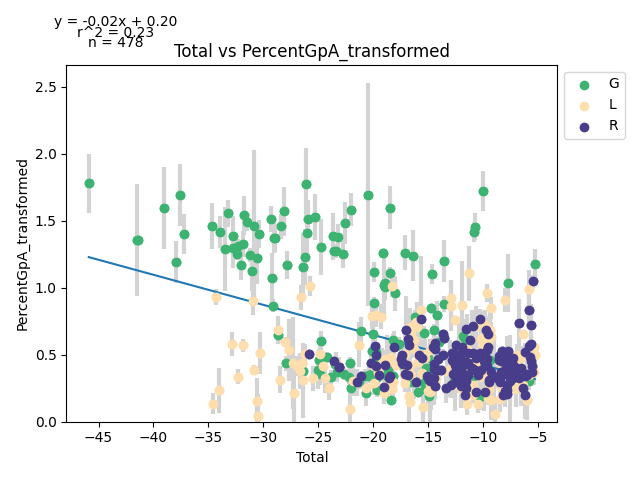 y = -0.02x + 0.20
r^2 = 0.23
n = 478
Total vs PercentGpA_transformed
G
L
R
PercentGpA_transformed
2.5
2.0
1.5
1.0
0.5
0.0
−45 −40 −35 −30 −25 −20 −15 −10 −5
Total